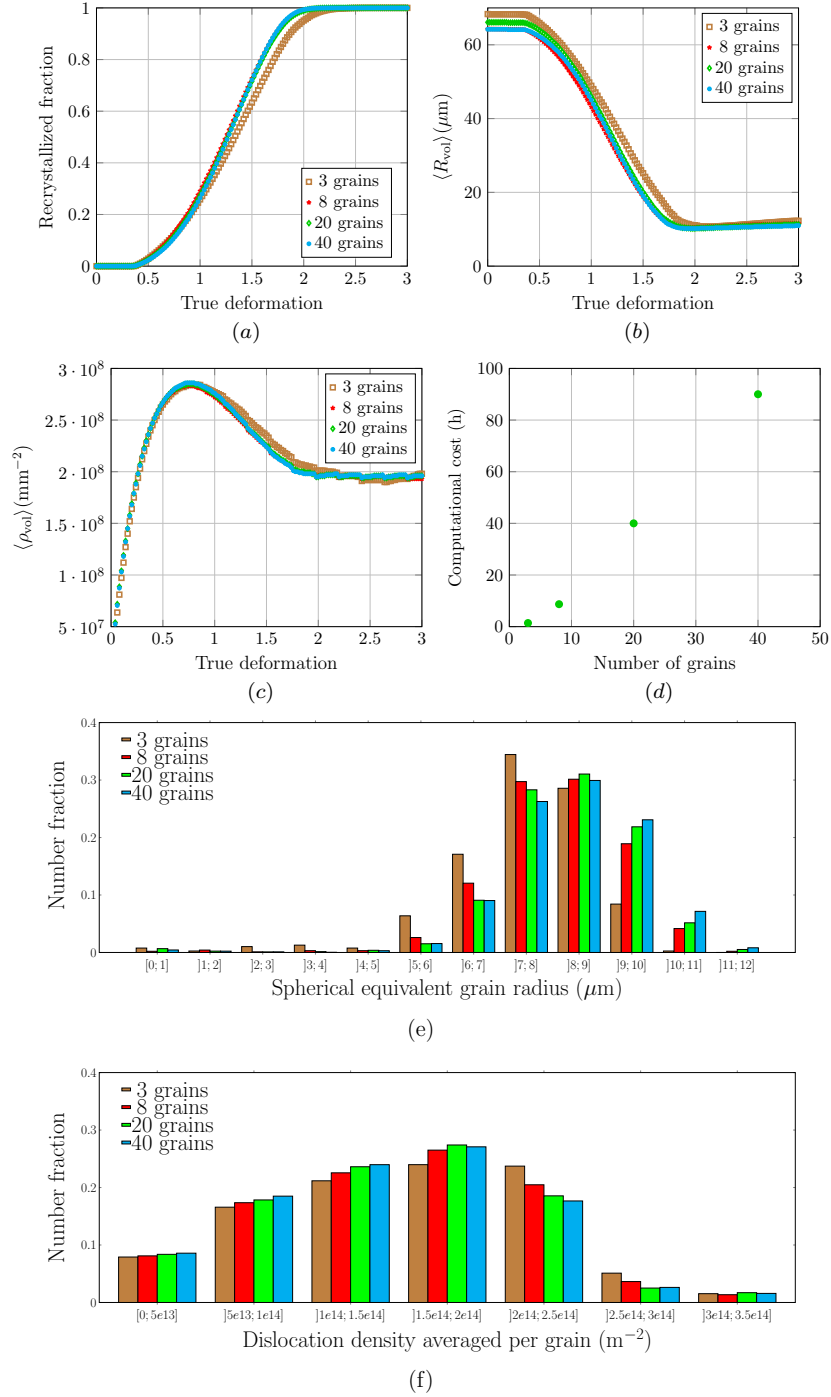 1
0.8
0.6
0.4
0.2
0
0
0.5
1
1.5
2
2.5
3
Recrystallized fraction
True deformation
3 grains
8 grains
20 grains
40 grains
(a)
60
40
20
0
0
0.5
1
1.5
2
2.5
3
⟨R_vol⟩(μm)
True deformation
3 grains
8 grains
20 grains
40 grains
(b)
3 · 10^8
2.5 · 10^8
2 · 10^8
1.5 · 10^8
1 · 10^8
5 · 10^7
0
0.5
1
1.5
2
2.5
3
⟨ρ_vol⟩(mm^−2)
True deformation
3 grains
8 grains
20 grains
40 grains
(c)
100
80
60
40
20
0
0
10
20
30
40
50
Computational cost (h)
Number of grains
(d)
0.4
0.3
0.2
0.1
0
Number fraction
3 grains
8 grains
20 grains
40 grains
[0; 1]
]1; 2]
]2; 3]
]3; 4]
]4; 5]
]5; 6]
]6; 7]
]7; 8]
]8; 9]
]9; 10]
]10; 11]
]11; 12]
Spherical equivalent grain radius (μm)
(e)
0.4
0.3
0.2
0.1
0
Number fraction
3 grains
8 grains
20 grains
40 grains
[0; 5e13]
]5e13; 1e14]
]1e14; 1.5e14]
]1.5e14; 2e14]
]2e14; 2.5e14]
]2.5e14; 3e14]
]3e14; 3.5e14]
Dislocation density averaged per grain (m^−2)
(f)